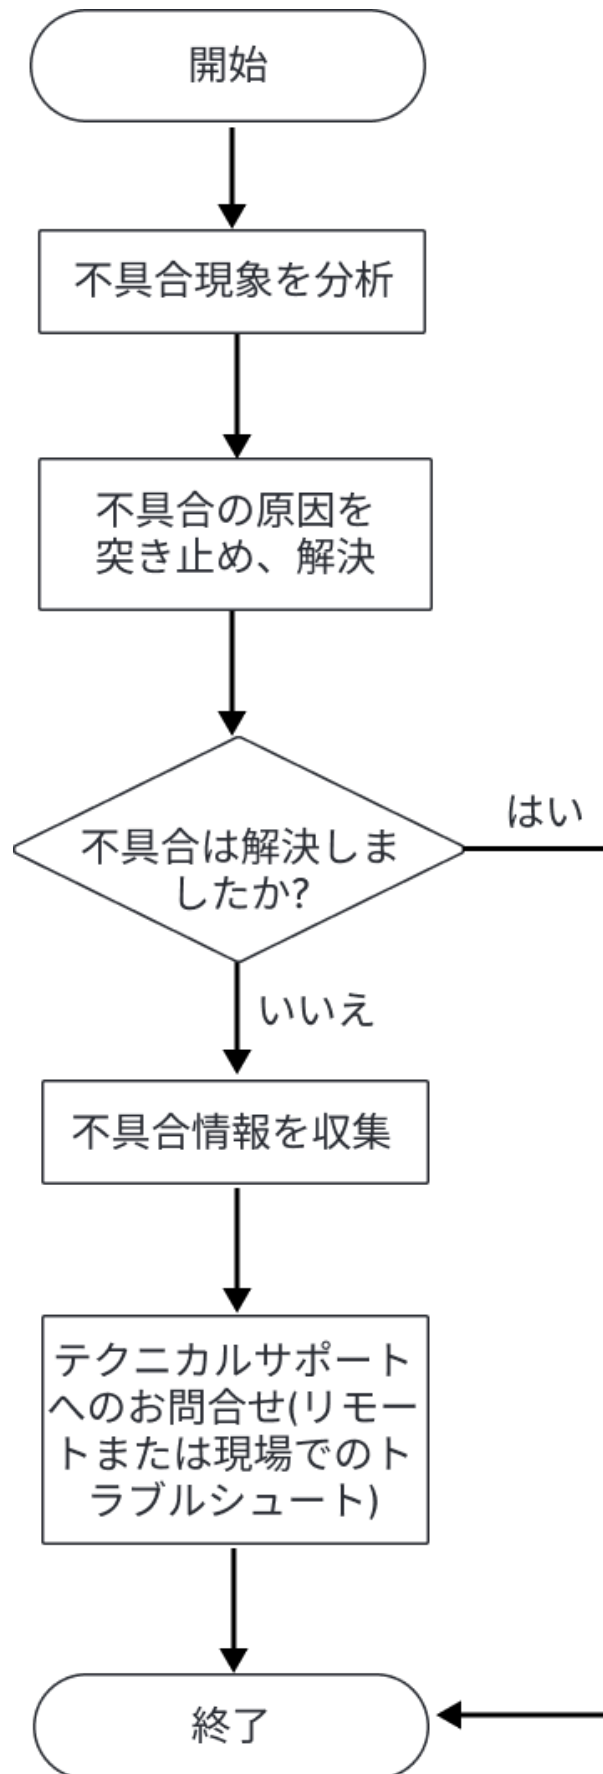 開始
不具合現象を分析
不具合の原因を
突き止め、解決
はい
不具合は解決しま
したか?
いいえ
不具合情報を収集
テクニカルサポート
へのお問合せ(リモー
トまたは現場でのト
ラブルシュート)
終了